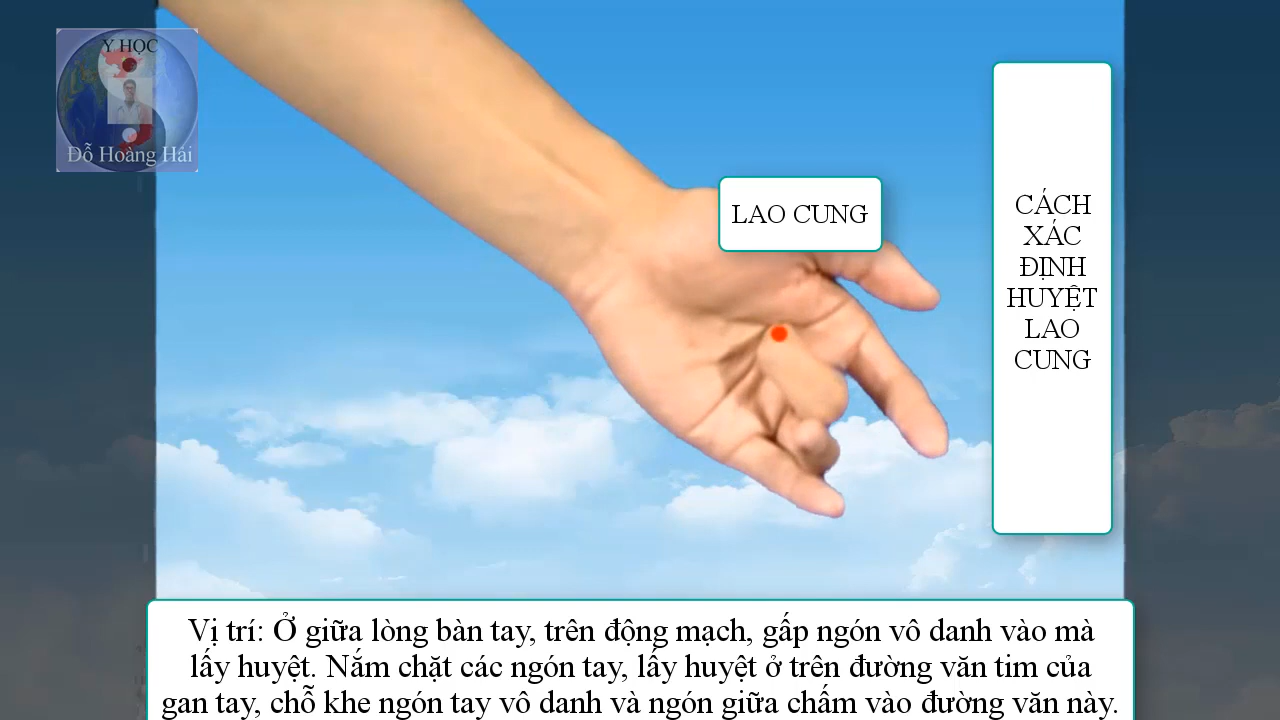 Y HỌC
Đỗ Hoàng Hải
LAO CUNG
CÁCH
XÁC
ĐỊNH
HUYỆT
LAO
CUNG
Vị trí: Ở giữa lòng bàn tay, trên động mạch, gấp ngón vô danh vào mà
lấy huyệt. Nắm chặt các ngón tay, lấy huyệt ở trên đường văn tim của
gan tay, chỗ khe ngón tay vô danh và ngón giữa chấm vào đường văn này.